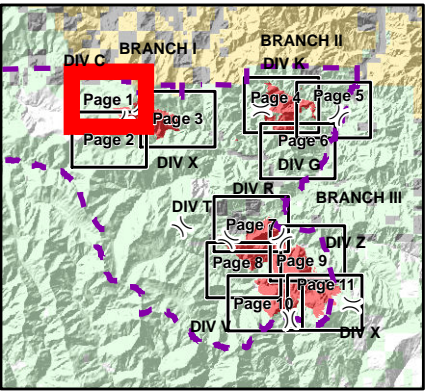 BRANCH I
BRANCH II
DIV C
DIV K
Page 1
Page 3
Page 4
Page 5
Page 2
Page 6
DIV X
DIV G
DIV R
BRANCH III
DIV T
Page 7
DIV Z
Page 8
Page 9
Page 11
Page 10
DIV V
DIV X